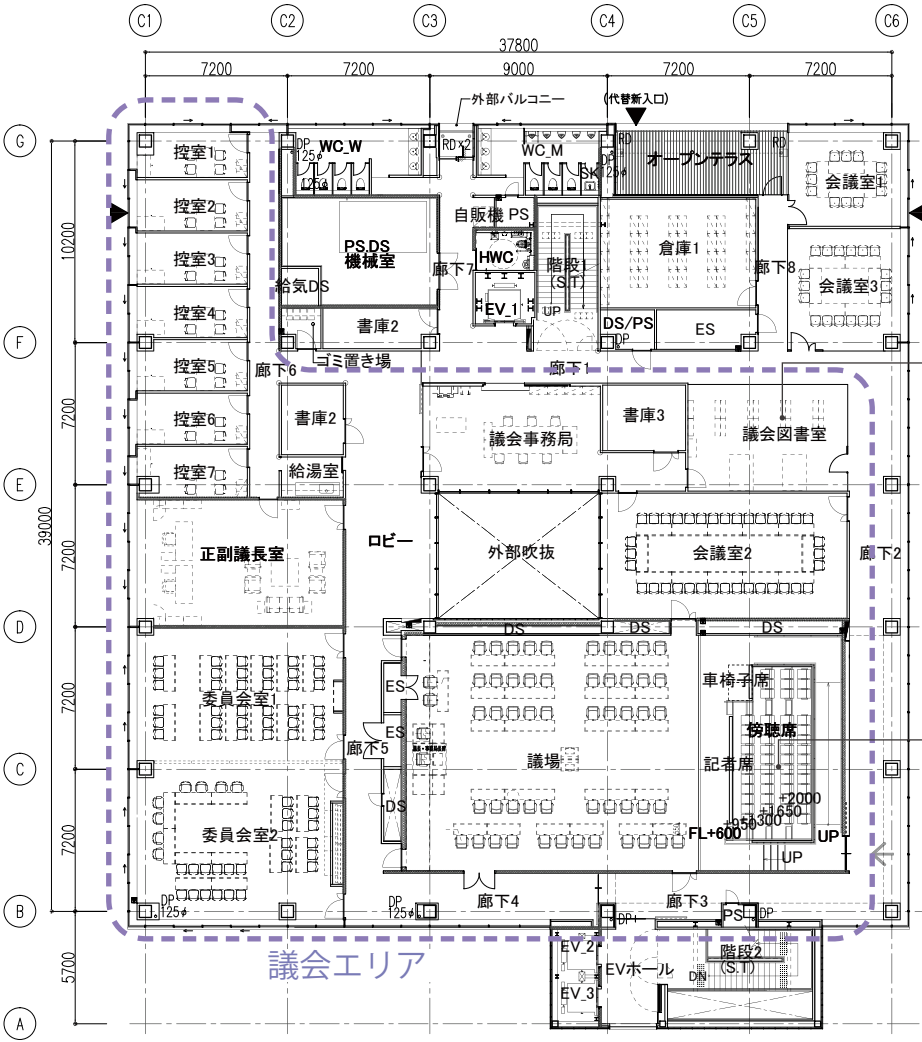 C1
C2
C3
C4
C5
C6
37800
7200
7200
9000
7200
7200
外部バルコニー
(代替新入口)
G
DP
125φ
WC_W
125φ
RD×2
WC_M
DP
125φ
SK
RD
オープンテラス
RD
控室1
会議室1
控室2
自販機
PS
10200
PS.DS
機械室
HWC
倉庫1
控室3
廊下7
階段1
(S.T)
廊下8
給気DS
会議室3
控室4
EV_1
UP
書庫2
DS/PS
DP
ES
F
ゴミ置き場
控室5
廊下6
廊下1
7200
控室6
書庫2
議会事務局
書庫3
議会図書室
控室7
給湯室
E
39000
7200
正副議長室
ロビー
外部吹抜
会議室2
廊下2
D
DS
DS
DS
7200
委員会室1
ES
車椅子席
ES
傍聴席
廊下5
議場
記者席
C
DS
+2000
+1650
+1300
+950
FL+600
UP
7200
委員会室2
UP
B
DP
125φ
DP
125φ
廊下4
廊下3
DP
PS
DP
議会エリア
EV_2
EVホール
階段2
(S.T)
5700
DN
EV_3
A